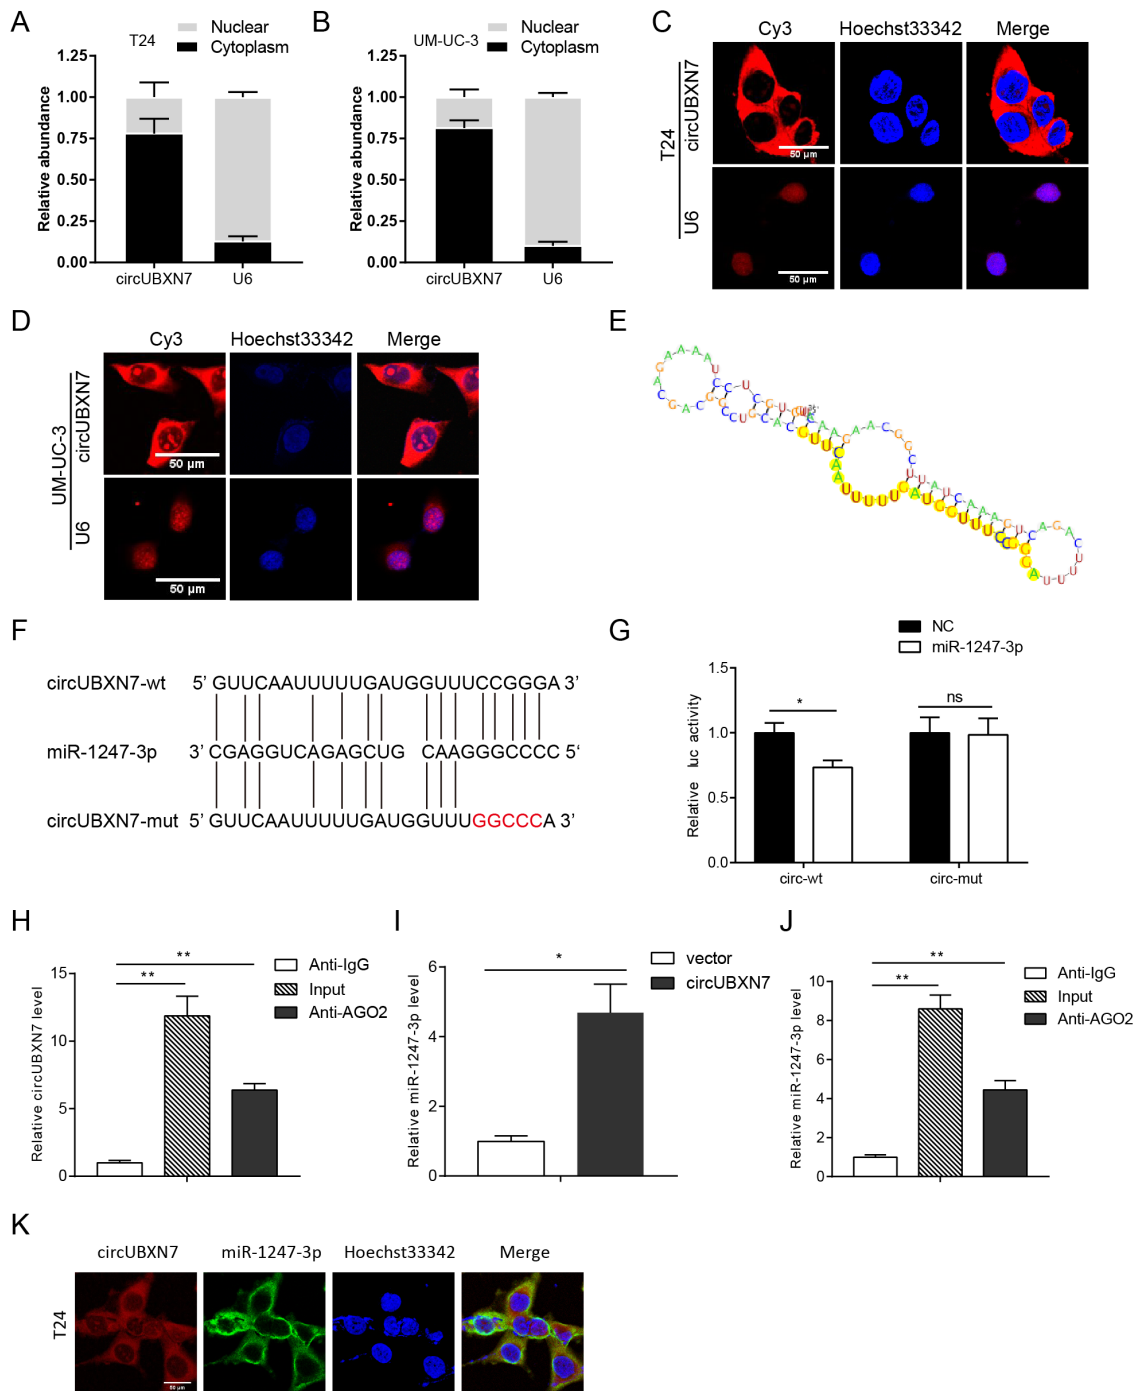 A
T24
Nuclear
Cytoplasm
Relative abundance
1.25
1.00
0.75
0.50
0.25
0.00
circUBXN7
U6
B
UM-UC-3
Nuclear
Cytoplasm
Relative abundance
1.25
1.00
0.75
0.50
0.25
0.00
circUBXN7
U6
C
Cy3
Hoechst33342
Merge
T24
circUBXN7
U6
50 μm
50 μm
D
Cy3
Hoechst33342
Merge
UM-UC-3
circUBXN7
U6
50 μm
50 μm
E
F
circUBXN7-wt 5' GUUCAAUUUUUGAUGGUUUCCGGGA 3'
miR-1247-3p 3' CGAGGUCAGAGCUG CAAGGGCCCC 5'
circUBXN7-mut 5' GUUCAAUUUUUGAUGGUUUGGCCCA 3'
G
NC
miR-1247-3p
Relative luc activity
1.5
1.0
0.5
0.0
*
ns
circ-wt
circ-mut
H
Anti-IgG
Input
Anti-AGO2
Relative circUBXN7 level
15
10
5
0
**
**
I
vector
circUBXN7
Relative miR-1247-3p level
6
4
2
0
*
J
Anti-IgG
Input
Anti-AGO2
Relative miR-1247-3p level
10
8
6
4
2
0
**
**
K
circUBXN7
miR-1247-3p
Hoechst33342
Merge
T24
50 μm